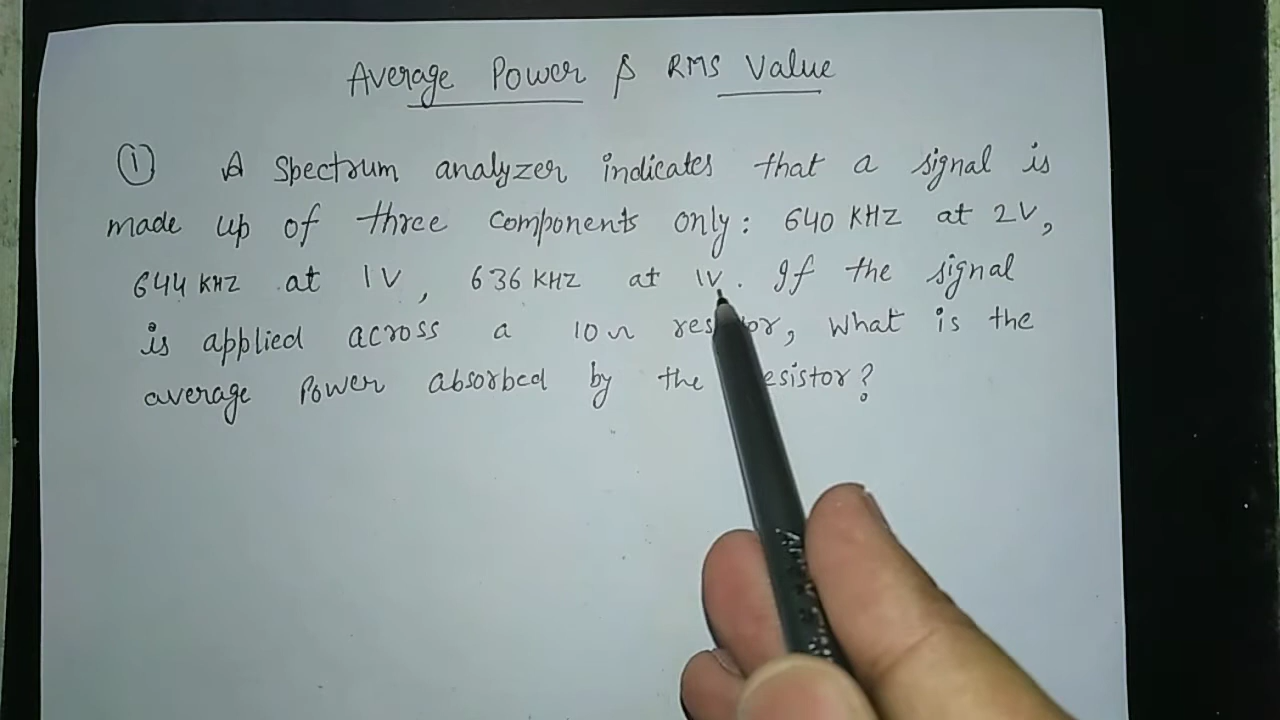 Average Power & RMS Value
① A Spectrum analyzer indicates that a signal is
made up of three components only: 640 KHZ at 2V,
644 KHZ at 1V, 636 KHZ at 1V. If the signal
is applied across a 10Ω resistor, what is the
average Power absorbed by the resistor?